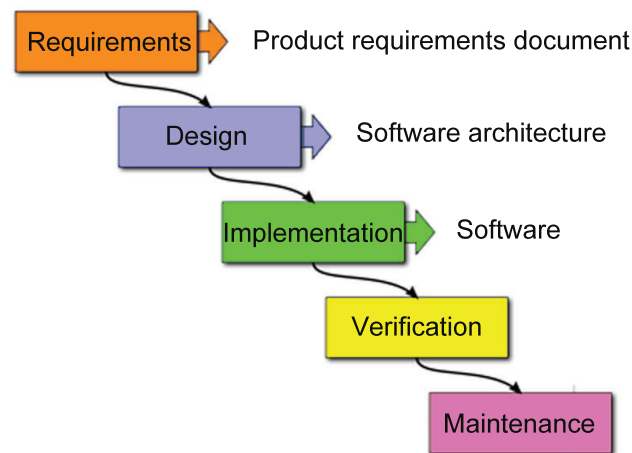 Requirements
Product requirements document
Design
Software architecture
Implementation
Software
Verification
Maintenance